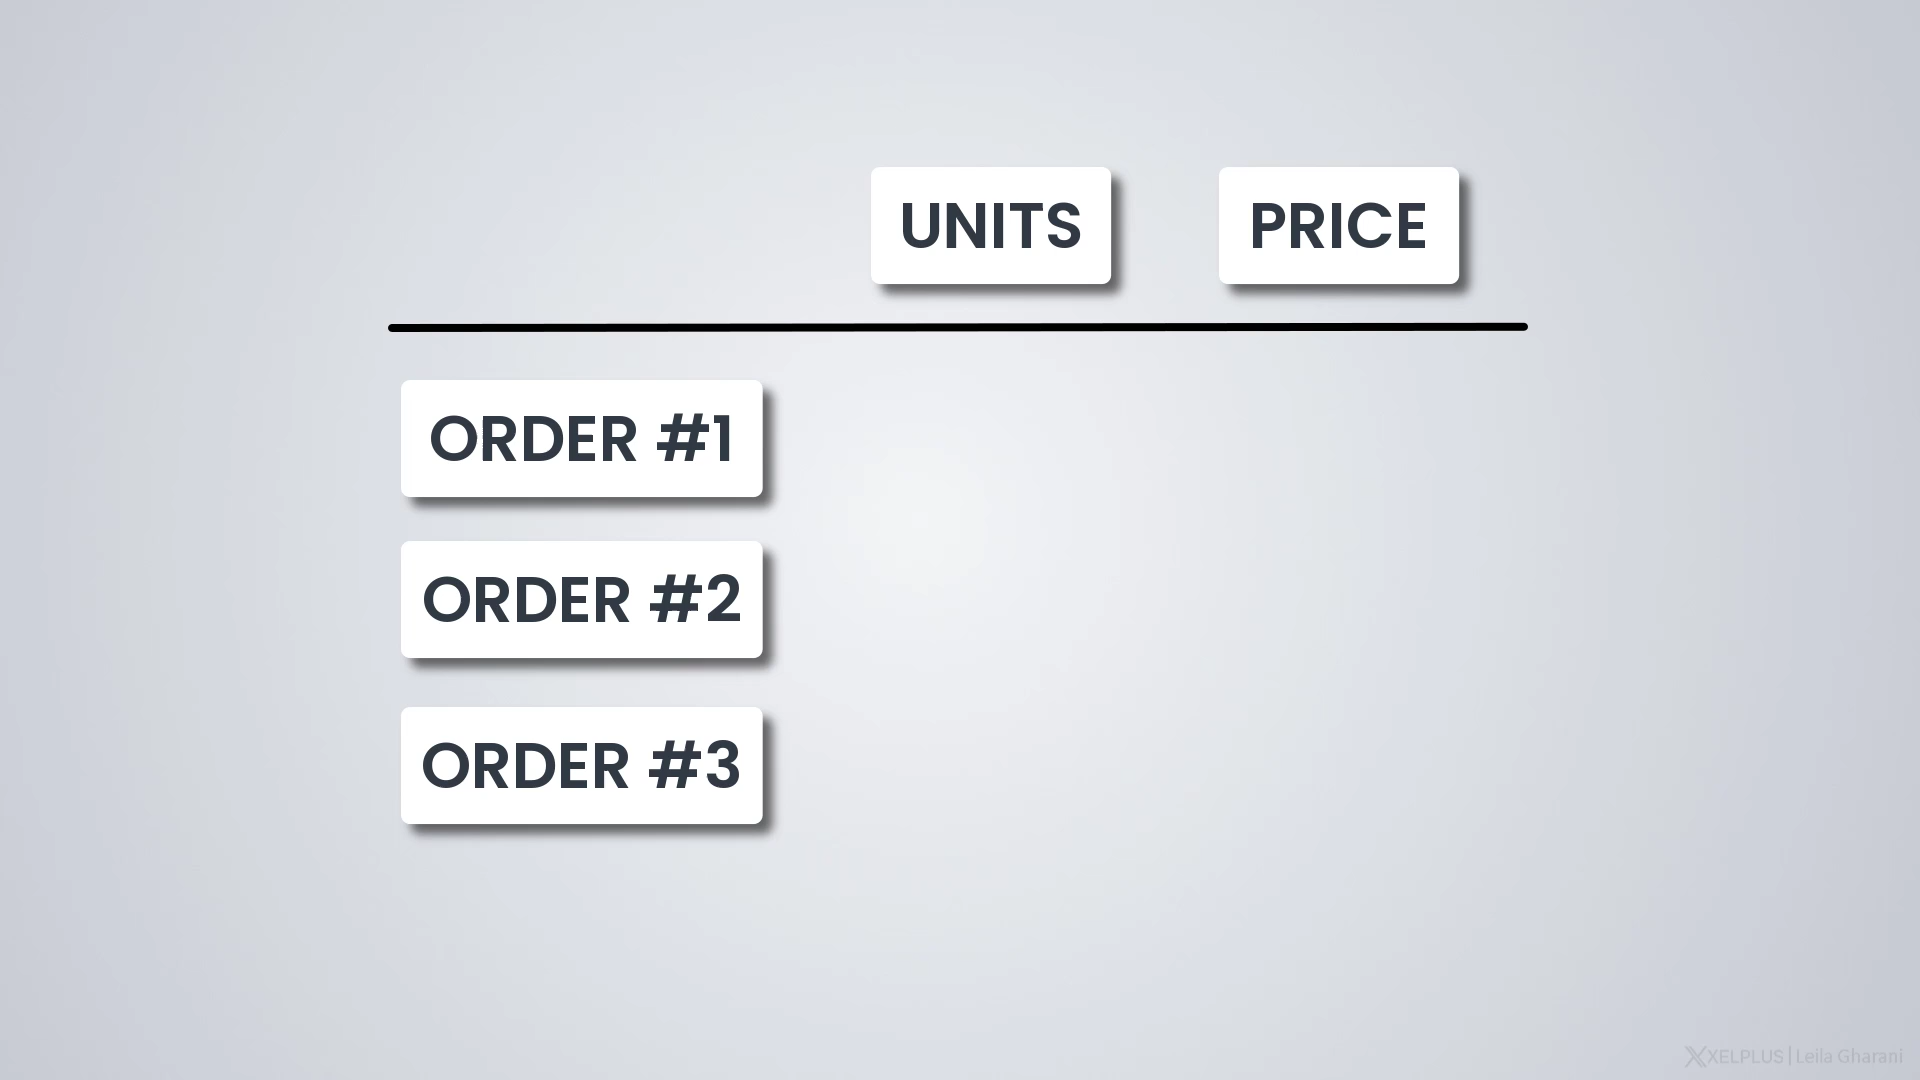 UNITS PRICE
ORDER #1
ORDER #2
ORDER #3
XELPLUS | Leila Gharani